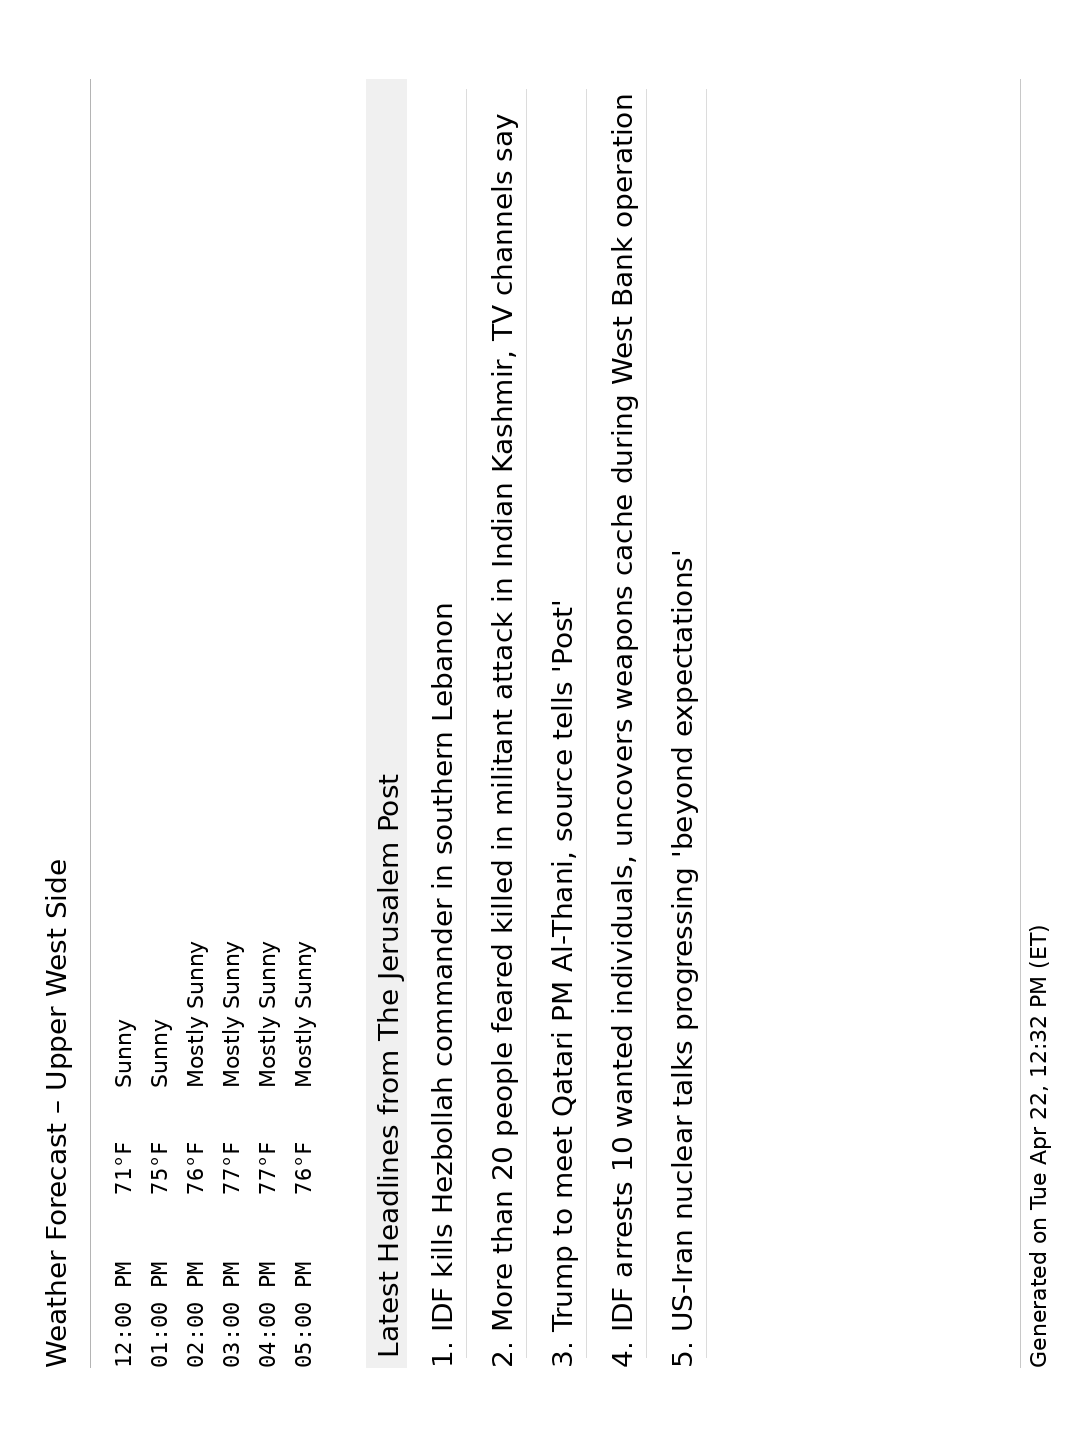 Weather Forecast – Upper West Side
12:00 PM 71°F Sunny
01:00 PM 75°F Sunny
02:00 PM 76°F Mostly Sunny
03:00 PM 77°F Mostly Sunny
04:00 PM 77°F Mostly Sunny
05:00 PM 76°F Mostly Sunny
Latest Headlines from The Jerusalem Post
1. IDF kills Hezbollah commander in southern Lebanon
2. More than 20 people feared killed in militant attack in Indian Kashmir, TV channels say
3. Trump to meet Qatari PM Al-Thani, source tells 'Post'
4. IDF arrests 10 wanted individuals, uncovers weapons cache during West Bank operation
5. US-Iran nuclear talks progressing 'beyond expectations'
Generated on Tue Apr 22, 12:32 PM (ET)